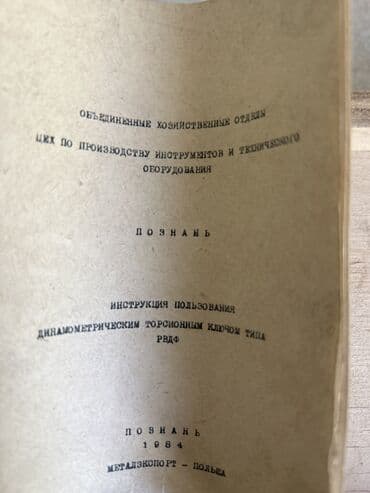 ОБЪЕДИНЕННЫЕ ХОЗЯЙСТВЕННЫЕ ОТДЕЛЫ
ЦЕХ ПО ПРОИЗВОДСТВУ ИНСТРУМЕНТОВ И ТЕХНИЧЕСКОГО
ОБОРУДОВАНИЯ
ПОЗНАНЬ
ИНСТРУКЦИЯ ПОЛЬЗОВАНИЯ
ДИНАМОМЕТРИЧЕСКИМ ТОРСИОННЫМ КЛЮЧОМ ТИПА
РВДФ
ПОЗНАНЬ
1984
МЕТАЛЭКСПОРТ - ПОЛЬША